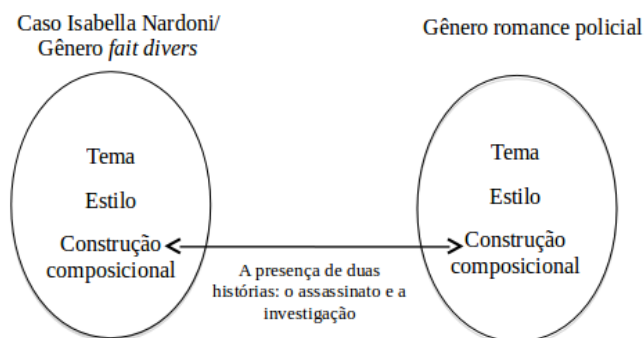 Caso Isabella Nardoni/
Gênero fait divers
Tema
Estilo
Construção
composicional
A presença de duas
histórias: o assassinato e a
investigação
Gênero romance policial
Tema
Estilo
Construção
composicional